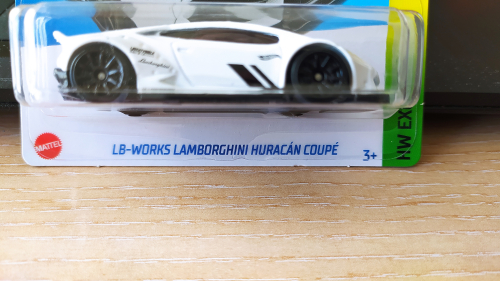 MATTEL
LB-WORKS LAMBORGHINI HURACÁN COUPÉ
3+
HW EX